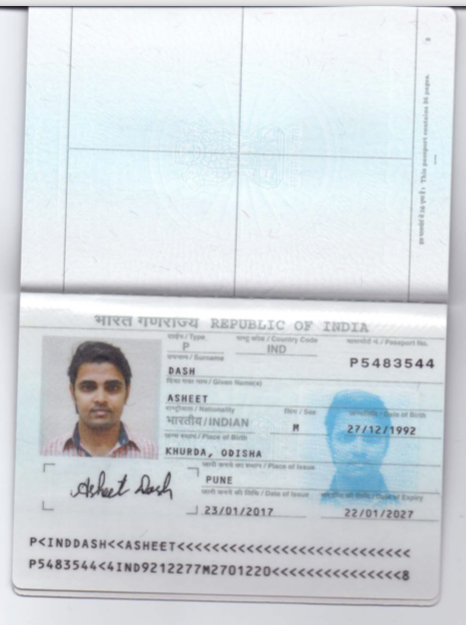 This passport contains 36 pages.
भारत गणराज्य REPUBLIC OF INDIA
टाईप / Type राष्ट्र कोड / Country Code पासपोर्ट नं / Passport No.
P IND P5483544
उपनाम / Surname
DASH
दिया गया नाम / Given Name(s)
ASHEET
राष्ट्रीयता / Nationality लिंग / Sex जन्मतिथि / Date of Birth
भारतीय/INDIAN M 27/12/1992
जन्म स्थान / Place of Birth
KHURDA, ODISHA
जारी करने का स्थान / Place of Issue
PUNE
Asheet Dash
जारी करने की तिथि / Date of Issue समाप्ति की तिथि / Date of Expiry
23/01/2017 22/01/2027
P<INDDASH<<ASHEET<<<<<<<<<<<<<<<<<<<<<<<<<<<
P5483544<4IND9212277M2701220<<<<<<<<<<<<<<<8